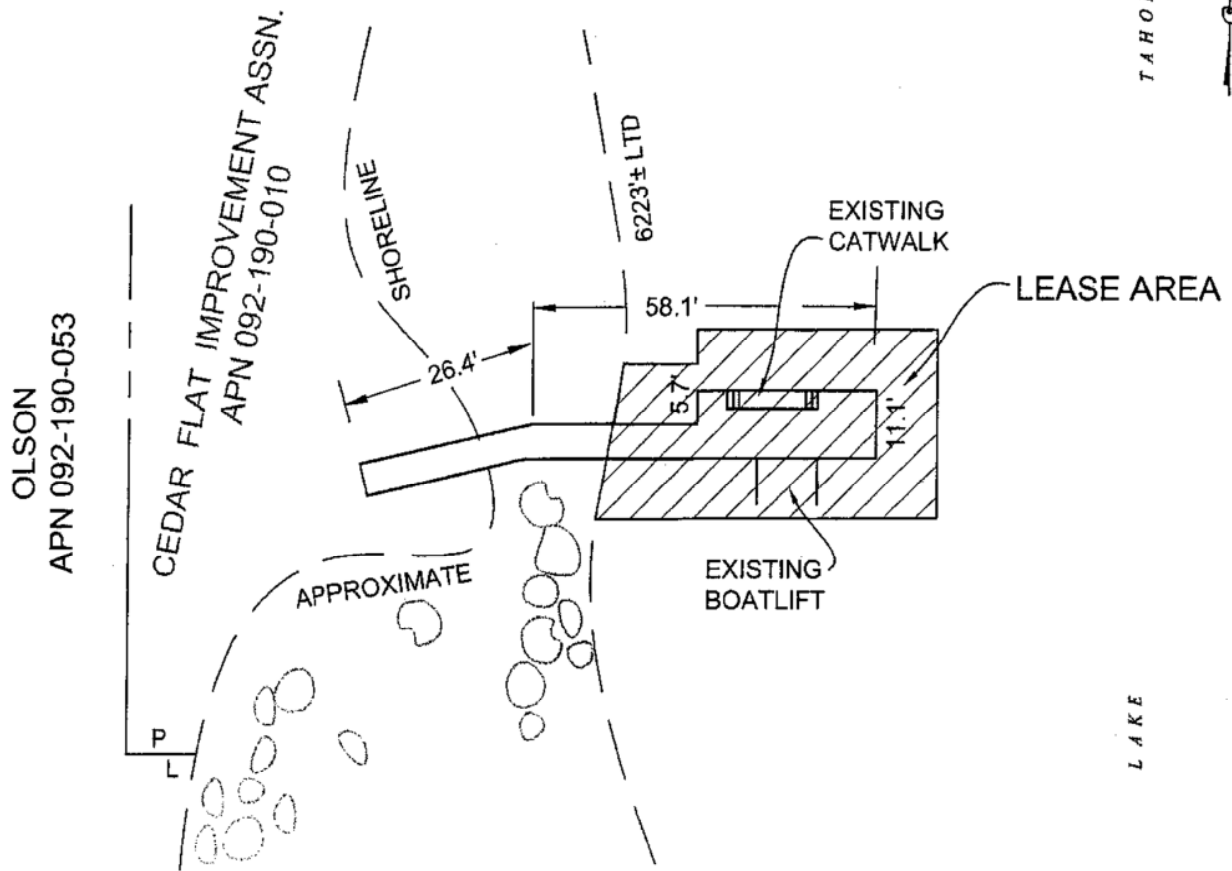 OLSON
APN 092-190-053
CEDAR FLAT IMPROVEMENT ASSN.
APN 092-190-010
SHORELINE
6223'± LTD
EXISTING
CATWALK
LEASE AREA
58.1'
26.4'
5.7'
11.1'
EXISTING
BOATLIFT
APPROXIMATE
P
L
LAKE